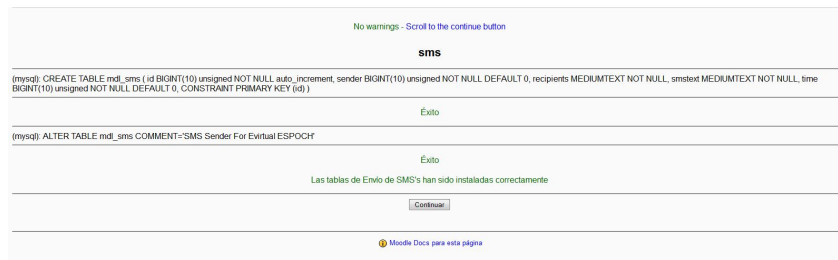 No warnings - Scroll to the continue button
sms
(mysql): CREATE TABLE mdl_sms ( id BIGINT(10) unsigned NOT NULL auto_increment, sender BIGINT(10) unsigned NOT NULL DEFAULT 0, recipients MEDIUMTEXT NOT NULL, smstext MEDIUMTEXT NOT NULL, time
BIGINT(10) unsigned NOT NULL DEFAULT 0, CONSTRAINT PRIMARY KEY (id) )
Éxito
(mysql): ALTER TABLE mdl_sms COMMENT='SMS Sender For Evirtual ESPOCH'
Éxito
Las tablas de Envío de SMS's han sido instaladas correctamente
Continuar
Moodle Docs para esta página